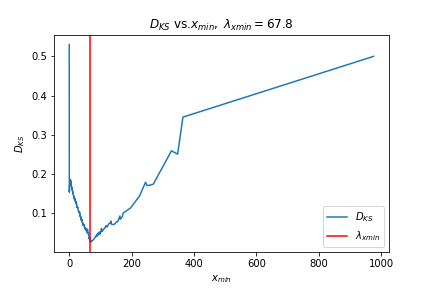 D_KS vs.x_min, λ_xmin = 67.8
D_KS
0.5
0.4
0.3
0.2
0.1
0
200
400
600
800
1000
x_min
D_KS
λ_xmin